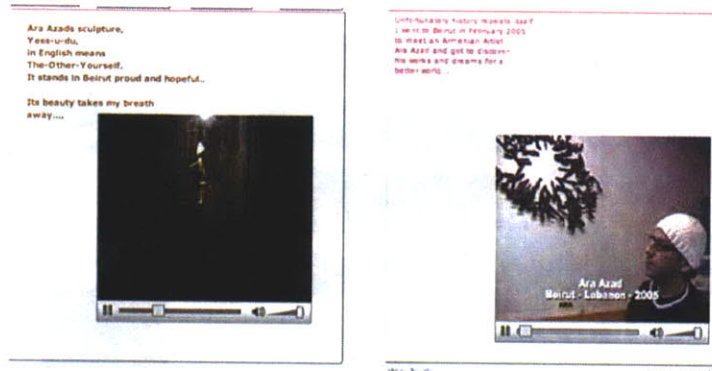 Ara Azads sculpture,
Yess-u-du,
in English means
The-Other-Yourself.
It stands in Beirut proud and hopeful..
Its beauty takes my breath
away....
Unfortunately history repeats itself
I went to Beirut in February 2005
to meet an Armenian Artist
Ara Azad and got to discover
his works and dreams for a
better world...
Ara Azad
Beirut - Lebanon - 2005